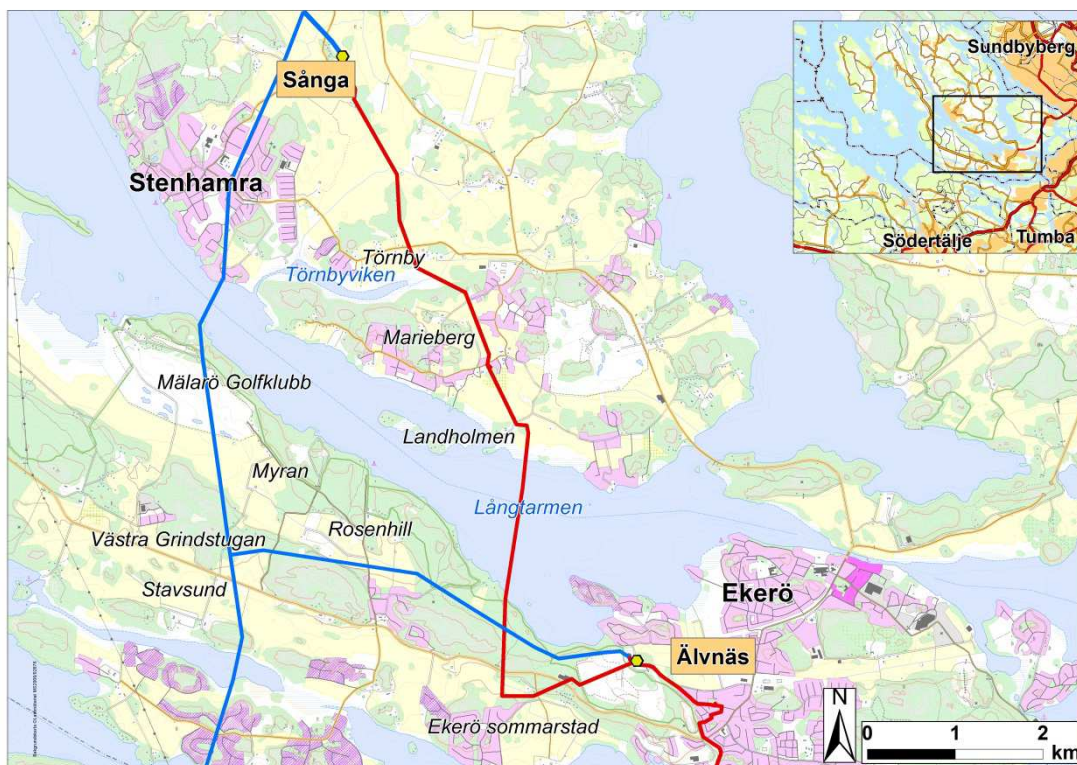 Sundbyberg
Sånga
Stenhamra
Södertälje
Tumba
Törnby
Törnbyviken
Marieberg
Mälarö Golfklubb
Landholmen
Myran
Långtarmen
Rosenhill
Västra Grindstugan
Stavsund
Ekerö
Älvnäs
Ekerö sommarstad
N
0 1 2
km